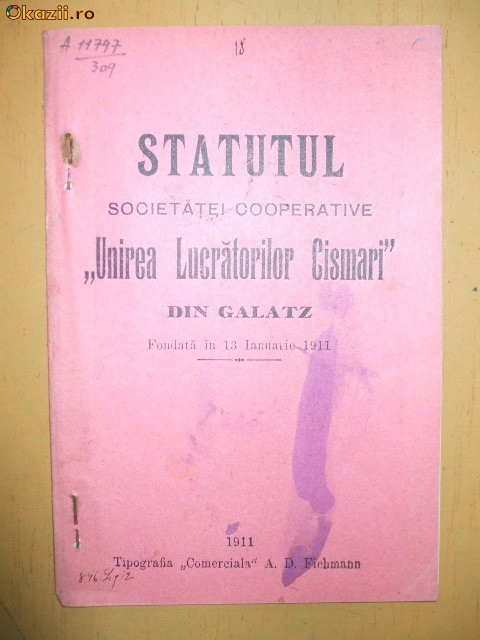 Okazii.ro
A 11797
309
18
STATUTUL
SOCIETĂȚEI COOPERATIVE
„Unirea Lucrătorilor Cismari”
DIN GALATZ
Fondată în 13 Ianuarie 1911
1911
Tipografia „Comerciala“ A. D. Eichmann